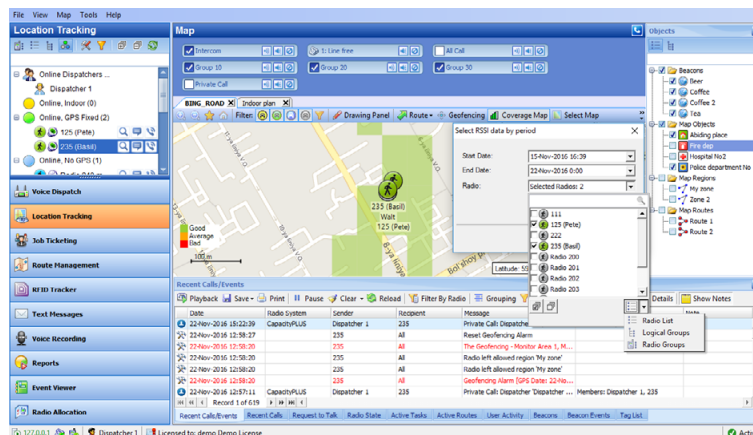 File View Map Tools Help
Location Tracking
Online Dispatchers ...
Dispatcher 1
Online, Indoor (0)
Online, GPS Fixed (2)
125 (Pete)
235 (Basil)
Online, No GPS (1)
Voice Dispatch
Location Tracking
Job Ticketing
Route Management
RFID Tracker
Text Messages
Voice Recording
Reports
Event Viewer
Radio Allocation
Map
Intercom
1: Line free
All Call
Group 10
Group 20
Group 30
Private Call
BING_ROAD X Indoor plan X
Filter:
Drawing Panel
Route
Geofencing
Coverage Map
Select Map
235 (Basil)
Walt
125 (Pete)
Good
Average
Bad
100 m
Bol'shoy
Latitude: 59
Select RSSI data by period
Start Date: 15-Nov-2016 16:39
End Date: 22-Nov-2016 0:00
Radio: Selected Radios: 2
111
125 (Pete)
222
235 (Basil)
Radio 200
Radio 201
Radio 202
Radio 203
Radio List
Logical Groups
Radio Groups
Objects
Beacons
Beer
Coffee
Coffee 2
Tea
Map Objects
Abiding place
Fire dep
Hospital No2
Police department No
Map Regions
My zone
Zone 2
Map Routes
Route 1
Route 2
Recent Calls/Events
Playback Save Print Pause Clear Reload Filter By Radio Grouping
Details Show Notes
Date Radio System Sender Recipient Message Note
22-Nov-2016 15:22:39 CapacityPLUS Dispatcher 1 235 Private Call: Dispatche
22-Nov-2016 12:58:27 235 All Reset Geofencing Alarm
22-Nov-2016 12:58:20 235 All The Geofencing - Monitor Area 1, M...
22-Nov-2016 12:58:20 235 All Radio left allowed region 'My zone'
22-Nov-2016 12:58:20 235 All Radio left allowed region 'My zone'
22-Nov-2016 12:58:20 235 All Geofencing Alarm [GPS Date: 22-No...
22-Nov-2016 12:57:11 CapacityPLUS Dispatcher 1 235 Private Call: Dispatcher 'Dispatcher ... Members: Dispatcher 1, 235
Record 1 of 619
Recent Calls/Events Recent Calls Request to Talk Radio State Active Tasks Active Routes User Activity Beacons Beacon Events Tag List
127.0.0.1 Dispatcher 1 Licensed to: demo Demo License